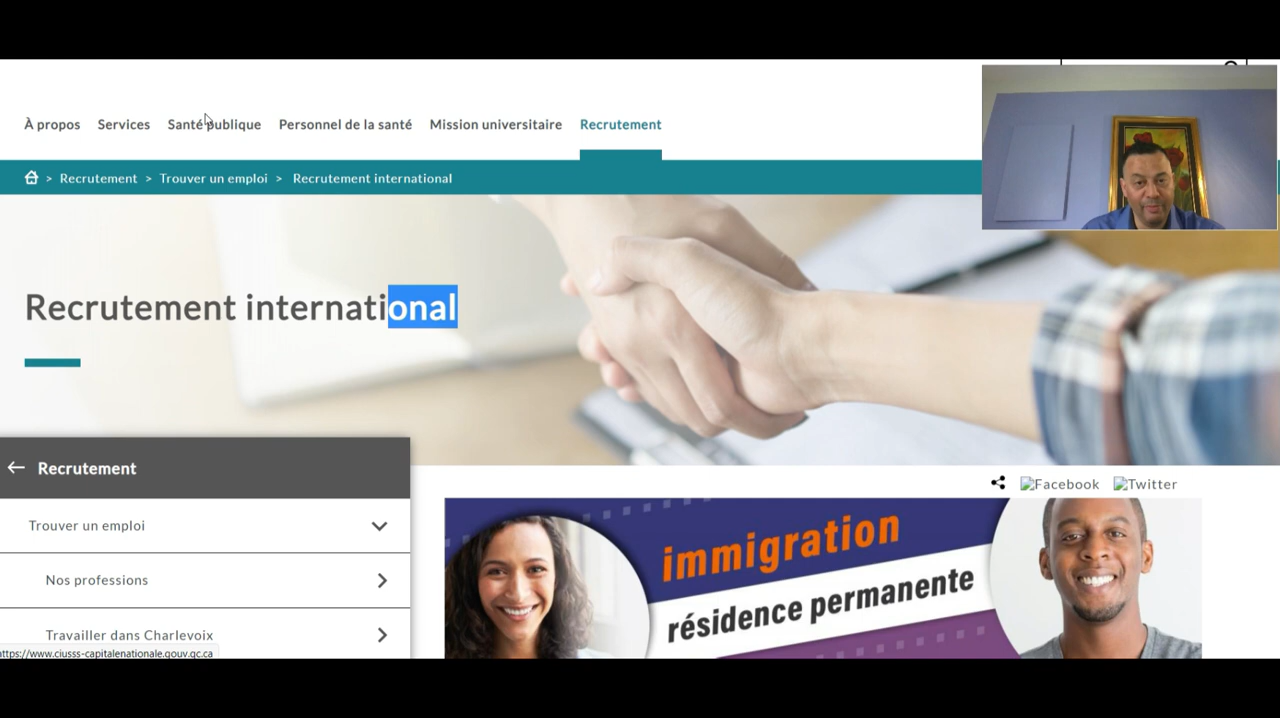 À propos Services Santé publique Personnel de la santé Mission universitaire Recrutement
> Recrutement > Trouver un emploi > Recrutement international
Recrutement international
Recrutement
Facebook Twitter
Trouver un emploi
immigration
résidence permanente
Nos professions
Travailler dans Charlevoix
https://www.ciusss-capitalenationale.gouv.qc.ca